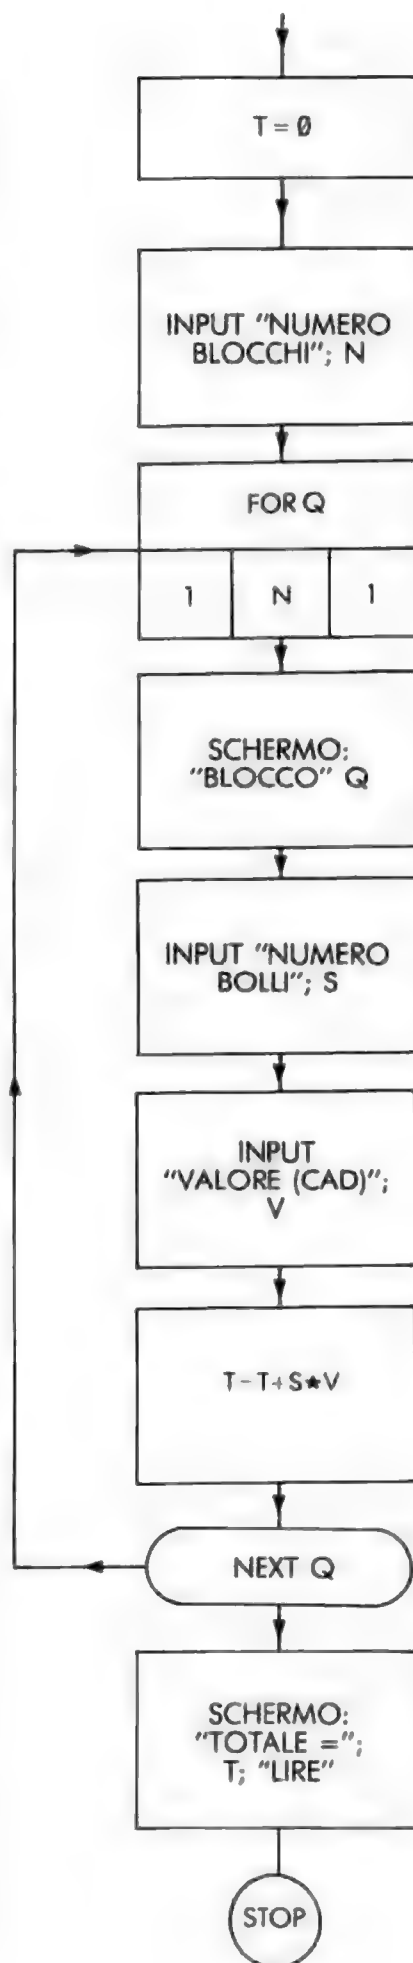 T = 0
INPUT "NUMERO
BLOCCHI"; N
FOR Q
1 N 1
SCHERMO:
"BLOCCO" Q
INPUT "NUMERO
BOLLI"; S
INPUT
"VALORE (CAD)";
V
T-T+S*V
NEXT Q
SCHERMO:
"TOTALE =";
T; "LIRE"
STOP